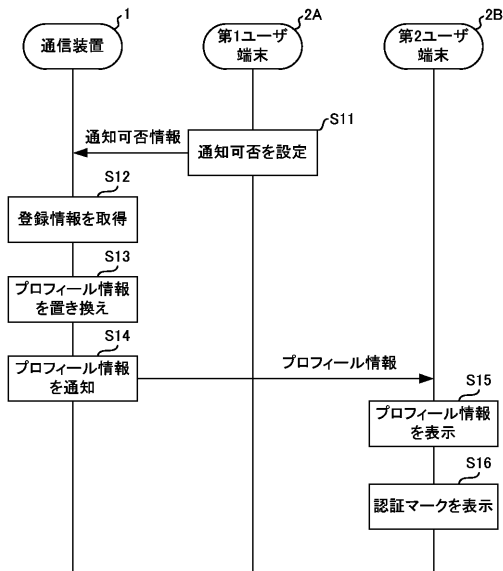 1
通信装置
2A
第1ユーザ
端末
2B
第2ユーザ
端末
S11
通知可否を設定
通知可否情報
S12
登録情報を取得
S13
プロフィール情報
を置き換え
S14
プロフィール情報
を通知
プロフィール情報
S15
プロフィール情報
を表示
S16
認証マークを表示